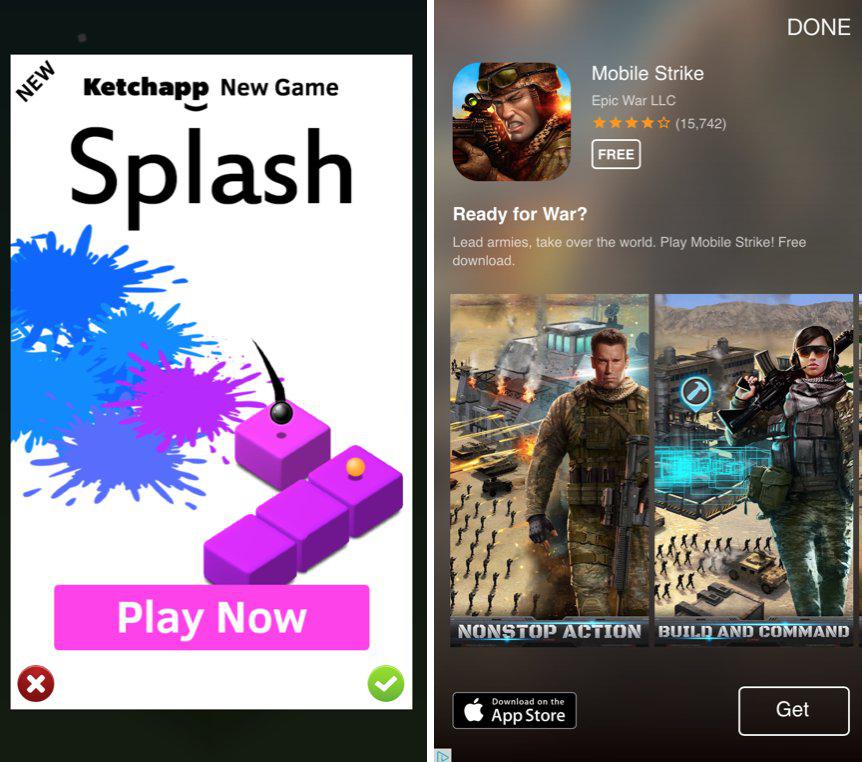 NEW
Ketchapp New Game
Splash
Play Now
DONE
Mobile Strike
Epic War LLC
(15,742)
FREE
Ready for War?
Lead armies, take over the world. Play Mobile Strike! Free
download.
NONSTOP ACTION
BUILD AND COMMAND
Download on the
App Store
Get